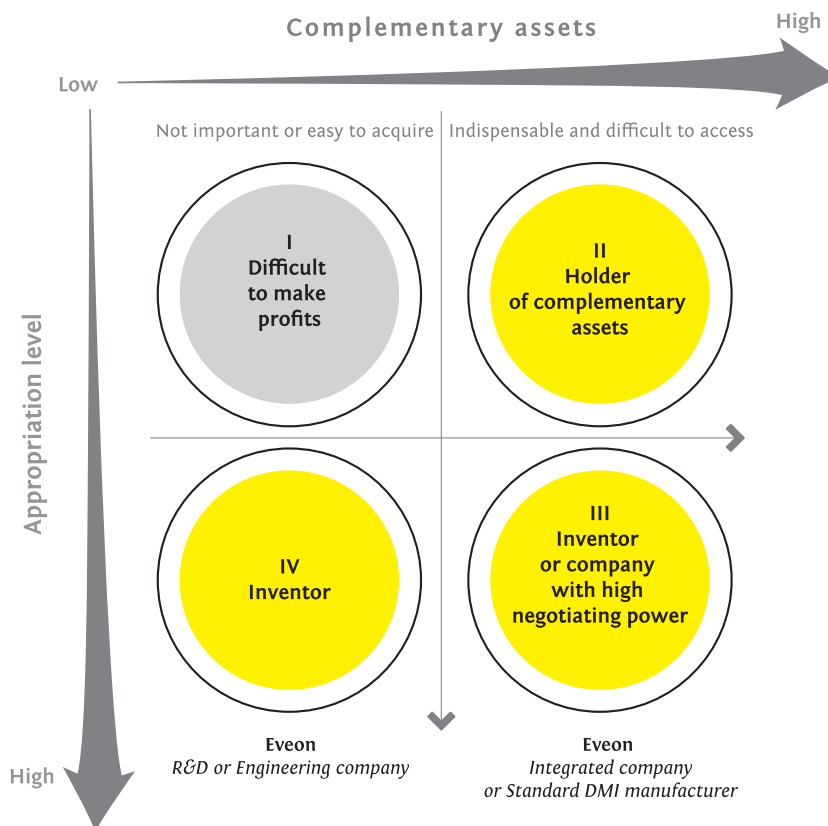 Complementary assets
High
Low
Not important or easy to acquire
Indispensable and difficult to access
I
Difficult
to make
profits
II
Holder
of complementary
assets
Appropriation level
IV
Inventor
III
Inventor
or company
with high
negotiating power
High
Eveon
R&D or Engineering company
Eveon
Integrated company
or Standard DMI manufacturer